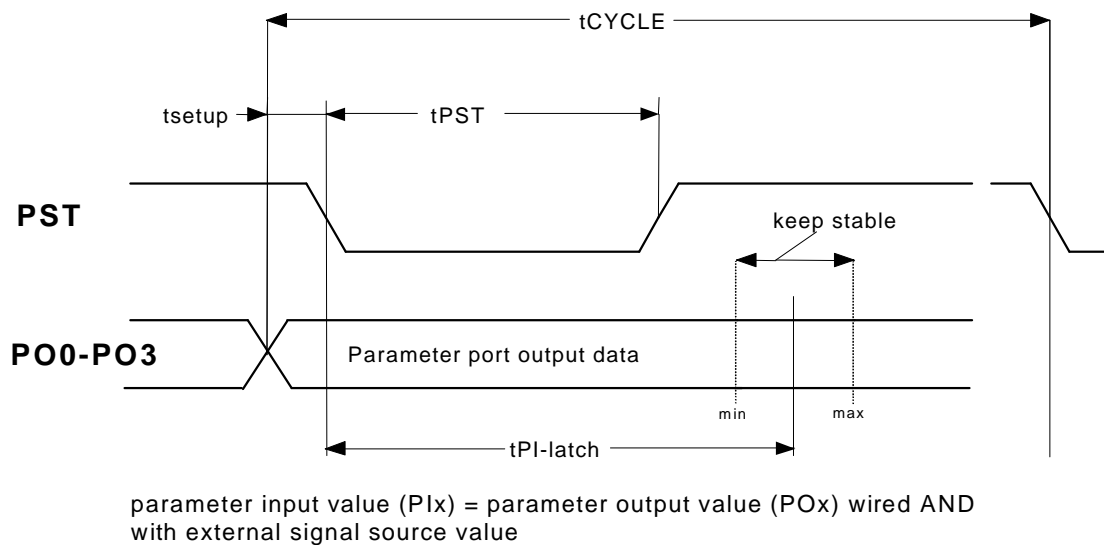 tCYCLE
tsetup
tPST
PST
keep stable
PO0-PO3
Parameter port output data
min
max
tPI-latch
parameter input value (PIx) = parameter output value (POx) wired AND
with external signal source value